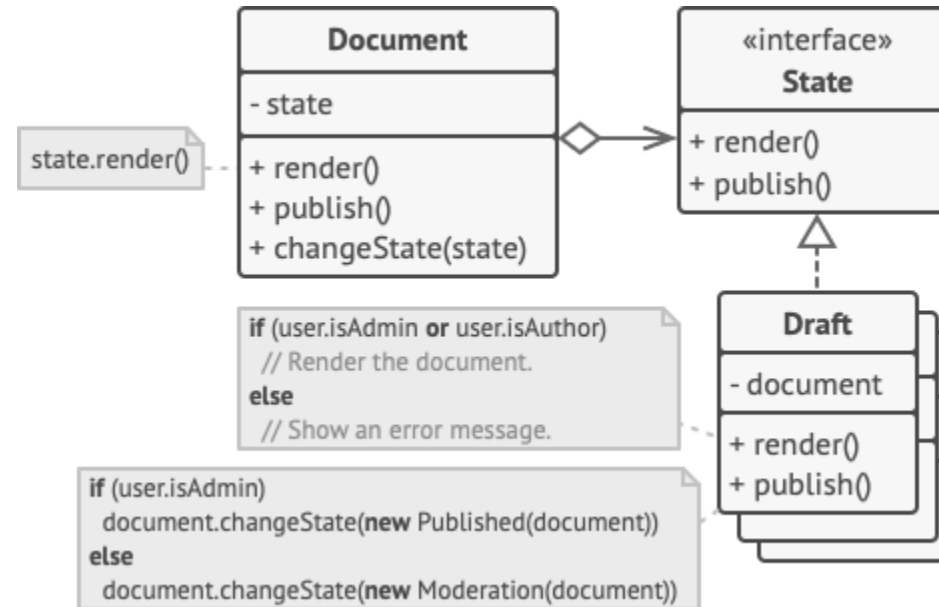 Document
- state
+ render()
+ publish()
+ changeState(state)
«interface»
State
+ render()
+ publish()
state.render()
Draft
- document
+ render()
+ publish()
if (user.isAdmin or user.isAuthor)
// Render the document.
else
// Show an error message.
if (user.isAdmin)
document.changeState(new Published(document))
else
document.changeState(new Moderation(document))